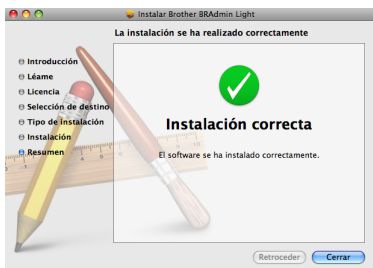 Instalar Brother BRAdmin Light
La instalación se ha realizado correctamente
Introducción
Léame
Licencia
Selección de destino
Tipo de instalación
Instalación
Resumen
Instalación correcta
El software se ha instalado correctamente.
Retroceder
Cerrar